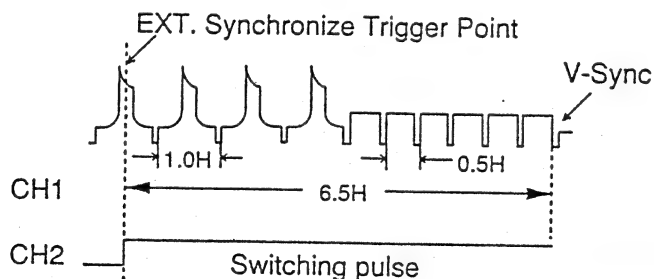 EXT. Synchronize Trigger Point
V-Sync
1.0H
0.5H
CH1
6.5H
CH2
Switching pulse